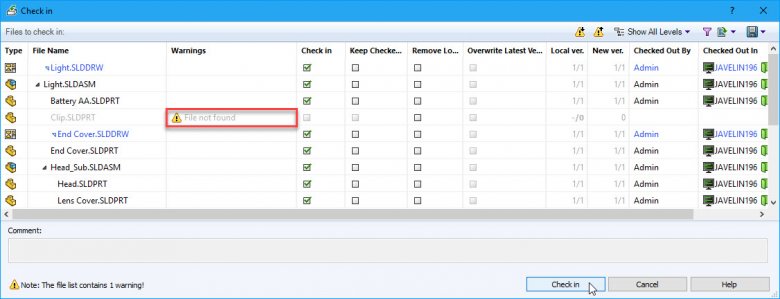 Check in
Files to check in: Show All Levels
Type File Name Warnings Check in Keep Checke... Remove Lo... Overwrite Latest Ve... Local ver. New ver. Checked Out By Checked Out In
Light.SLDDRW 1/1 1/1 Admin JAVELIN196
Light.SLDASM 1/1 1/1 Admin JAVELIN196
Battery AA.SLDPRT 1/1 1/1 Admin JAVELIN196
Clip.SLDPRT File not found -/0 0
End Cover.SLDDRW 1/1 1/1 Admin JAVELIN196
End Cover.SLDPRT 1/1 1/1 Admin JAVELIN196
Head_Sub.SLDASM 1/1 1/1 Admin JAVELIN196
Head.SLDPRT 1/1 1/1 Admin JAVELIN196
Lens Cover.SLDPRT 1/1 1/1 Admin JAVELIN196
Comment:
Note: The file list contains 1 warning!
Check in Cancel Help